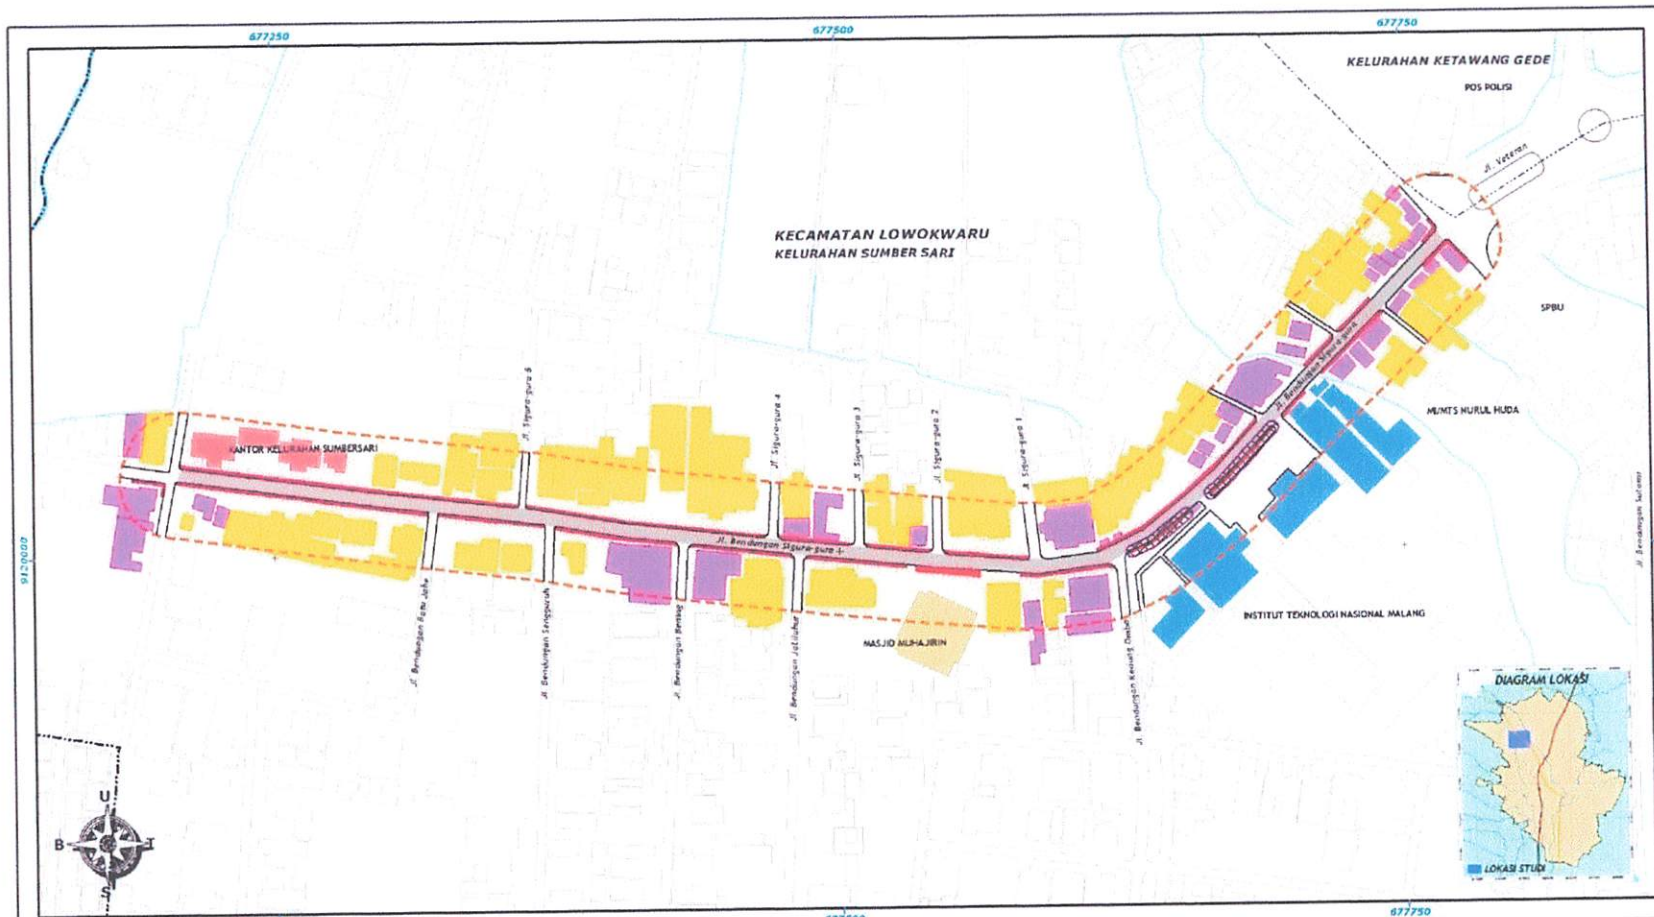 677250
677500
677750
KELURAHAN KETAWANG GEDE
POS POLISI
Jl. Veteran
KECAMATAN LOWOKWARU
KELURAHAN SUMBER SARI
SPBU
Jl. Bendungan Sigura-gura
MI/MTS NURUL HUDA
Jl. Sigura-gura 5
Jl. Sigura-gura 4
Jl. Sigura-gura 3
Jl. Sigura-gura 2
Jl. Sigura-gura 1
KANTOR KELURAHAN SUMBERSARI
Jl. Bendungan Sigura-gura
9120000
Jl. Bendungan Sutami
INSTITUT TEKNOLOGI NASIONAL MALANG
MASJID MUHAJIRIN
Jl. Bendungan Sengguruh
Jl. Bendungan Bening
Jl. Bendungan Jatiluhur
Jl. Bendungan Kedung Ombo
DIAGRAM LOKASI
LOKASI STUDI
U
B
T
S
677750